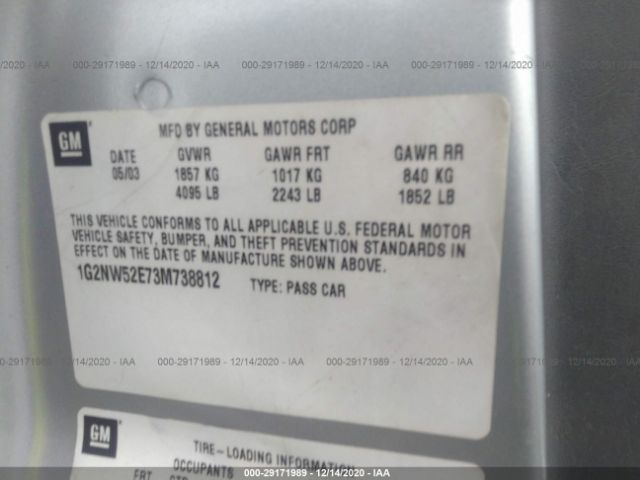 000-29171989 - 12/14/2020 - IAA
GM
MFD BY GENERAL MOTORS CORP
DATE GVWR GAWR FRT GAWR RR
05/03 1857 KG 1017 KG 840 KG
4095 LB 2243 LB 1852 LB
THIS VEHICLE CONFORMS TO ALL APPLICABLE U.S. FEDERAL MOTOR
VEHICLE SAFETY, BUMPER, AND THEFT PREVENTION STANDARDS IN
EFFECT ON THE DATE OF MANUFACTURE SHOWN ABOVE.
1G2NW52E73M738812 TYPE: PASS CAR
000-29171989 - 12/14/2020 - IAA
GM
TIRE-LOADING INFORMATION
OCCUPANTS
FRT CTR
000-29171989 - 12/14/2020 - IAA